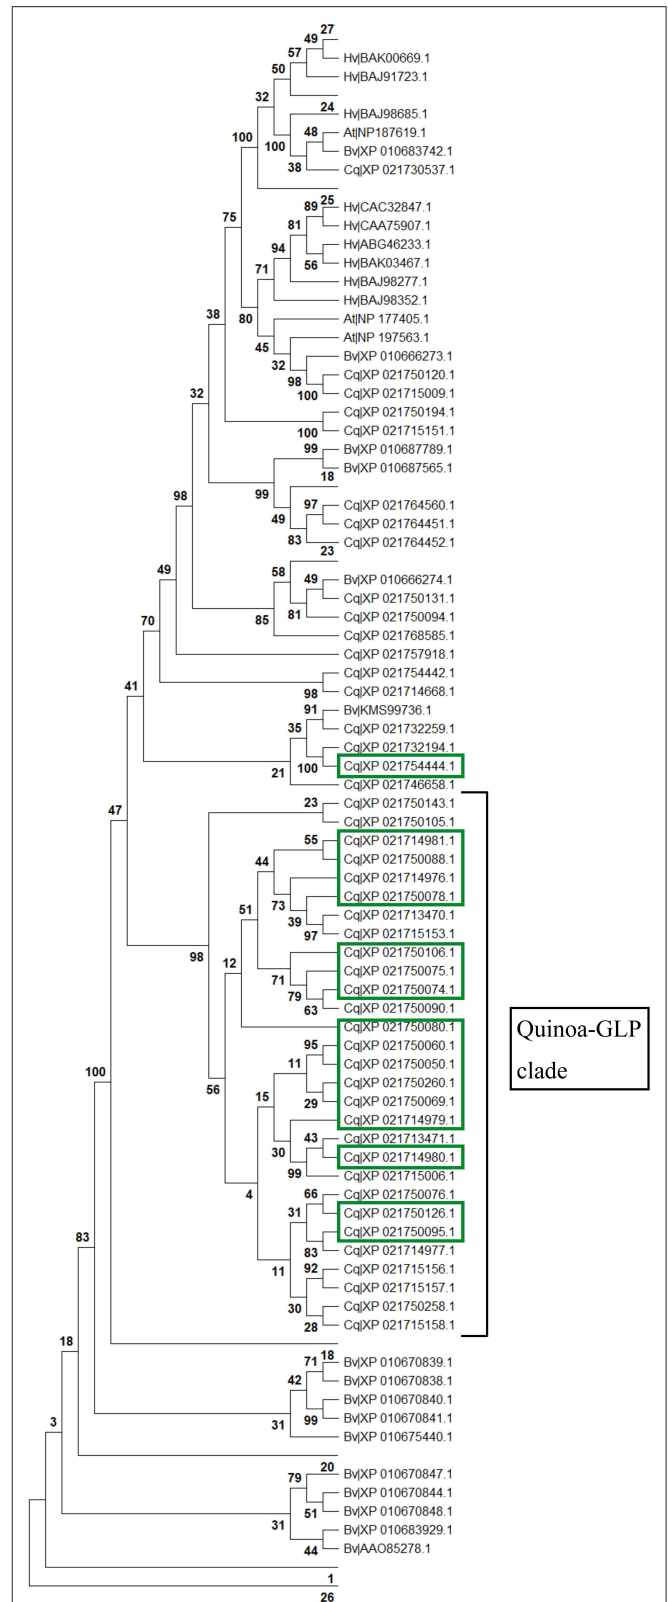 27
49
57
Hv|BAK00669.1
50
Hv|BAJ91723.1
32
24
Hv|BAJ98685.1
48
At|NP187619.1
100
100
Bv|XP 010683742.1
38
Cq|XP 021730537.1
89
25
Hv|CAC32847.1
75
81
Hv|CAA75907.1
Hv|ABG46233.1
94
56
Hv|BAK03467.1
71
Hv|BAJ98277.1
Hv|BAJ98352.1
38
80
At|NP 177405.1
45
At|NP 197563.1
32
Bv|XP 010666273.1
98
Cq|XP 021750120.1
100
Cq|XP 021715009.1
32
Cq|XP 021750194.1
100
Cq|XP 021715151.1
99
Bv|XP 010687789.1
Bv|XP 010687565.1
18
99
98
97
Cq|XP 021764560.1
49
Cq|XP 021764451.1
83
Cq|XP 021764452.1
23
49
58
49
Bv|XP 010666274.1
Cq|XP 021750131.1
81
Cq|XP 021750094.1
85
70
Cq|XP 021768585.1
Cq|XP 021757918.1
Cq|XP 021754442.1
41
98
Cq|XP 021714668.1
91
Bv|KMS99736.1
35
Cq|XP 021732259.1
Cq|XP 021732194.1
100
Cq|XP 021754444.1
21
Cq|XP 021746658.1
47
23
Cq|XP 021750143.1
Cq|XP 021750105.1
55
Cq|XP 021714981.1
44
Cq|XP 021750088.1
Cq|XP 021714976.1
73
Cq|XP 021750078.1
51
39
Cq|XP 021713470.1
97
Cq|XP 021715153.1
98
12
Cq|XP 021750106.1
71
Cq|XP 021750075.1
79
Cq|XP 021750074.1
63
Cq|XP 021750090.1
Cq|XP 021750080.1
Quinoa-GLP
clade
95
Cq|XP 021750060.1
100
11
Cq|XP 021750050.1
56
Cq|XP 021750260.1
15
29
Cq|XP 021750069.1
Cq|XP 021714979.1
30
43
Cq|XP 021713471.1
Cq|XP 021714980.1
99
Cq|XP 021715006.1
4
66
Cq|XP 021750076.1
31
Cq|XP 021750126.1
Cq|XP 021750095.1
83
83
Cq|XP 021714977.1
11
92
Cq|XP 021715156.1
Cq|XP 021715157.1
30
Cq|XP 021750258.1
28
Cq|XP 021715158.1
18
71
18
Bv|XP 010670839.1
42
Bv|XP 010670838.1
Bv|XP 010670840.1
99
Bv|XP 010670841.1
3
31
Bv|XP 010675440.1
20
79
Bv|XP 010670847.1
Bv|XP 010670844.1
51
Bv|XP 010670848.1
31
Bv|XP 010683929.1
44
Bv|AAO85278.1
1
26